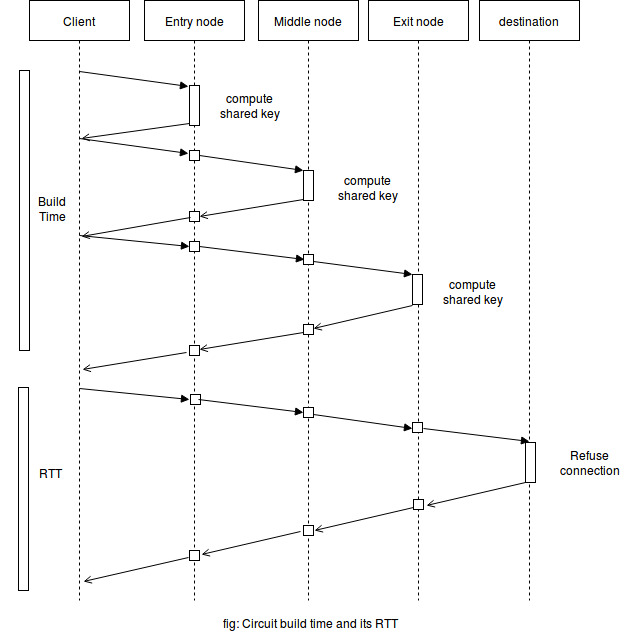 Client
Entry node
Middle node
Exit node
destination
compute
shared key
compute
shared key
Build
Time
compute
shared key
RTT
Refuse
connection
fig: Circuit build time and its RTT